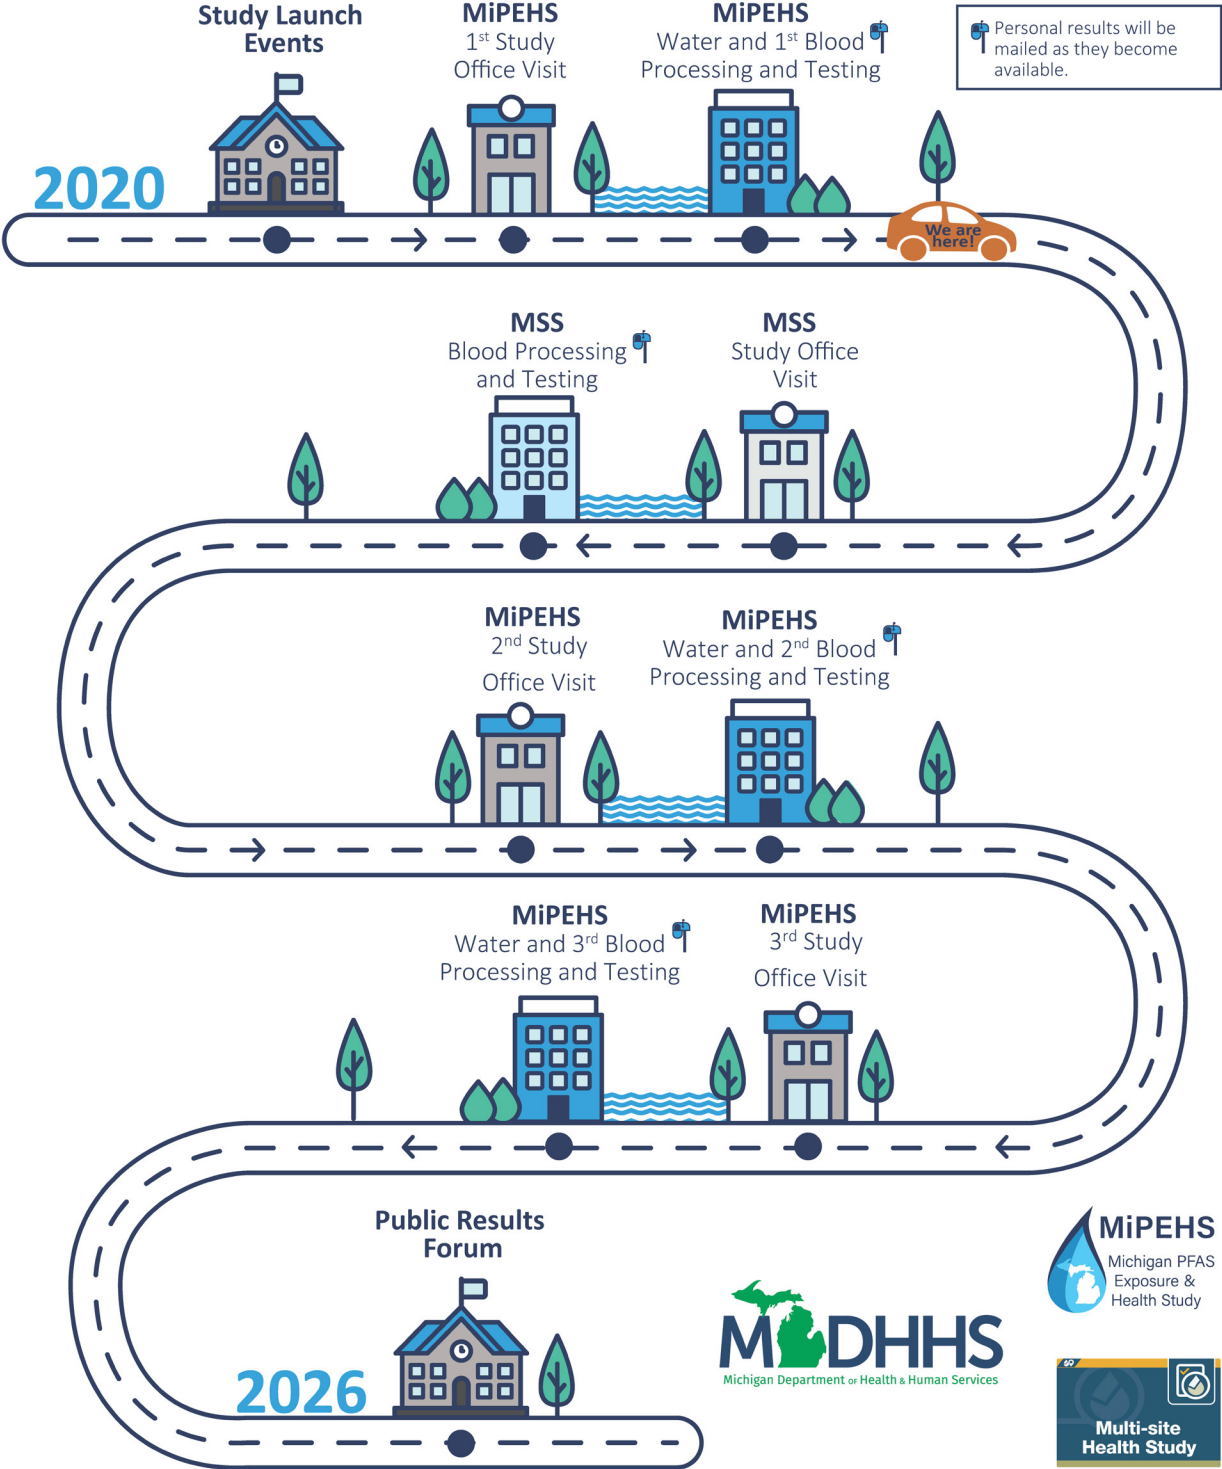 Study Launch
Events
MiPEHS
1st Study
Office Visit
MiPEHS
Water and 1st Blood
Processing and Testing
Personal results will be
mailed as they become
available.
2020
We are
here!
MSS
Blood Processing
and Testing
MSS
Study Office
Visit
MiPEHS
2nd Study
Office Visit
MiPEHS
Water and 2nd Blood
Processing and Testing
MiPEHS
Water and 3rd Blood
Processing and Testing
MiPEHS
3rd Study
Office Visit
Public Results
Forum
2026
MDHHS
Michigan Department OF Health & Human Services
MiPEHS
Michigan PFAS
Exposure &
Health Study
Multi-site
Health Study